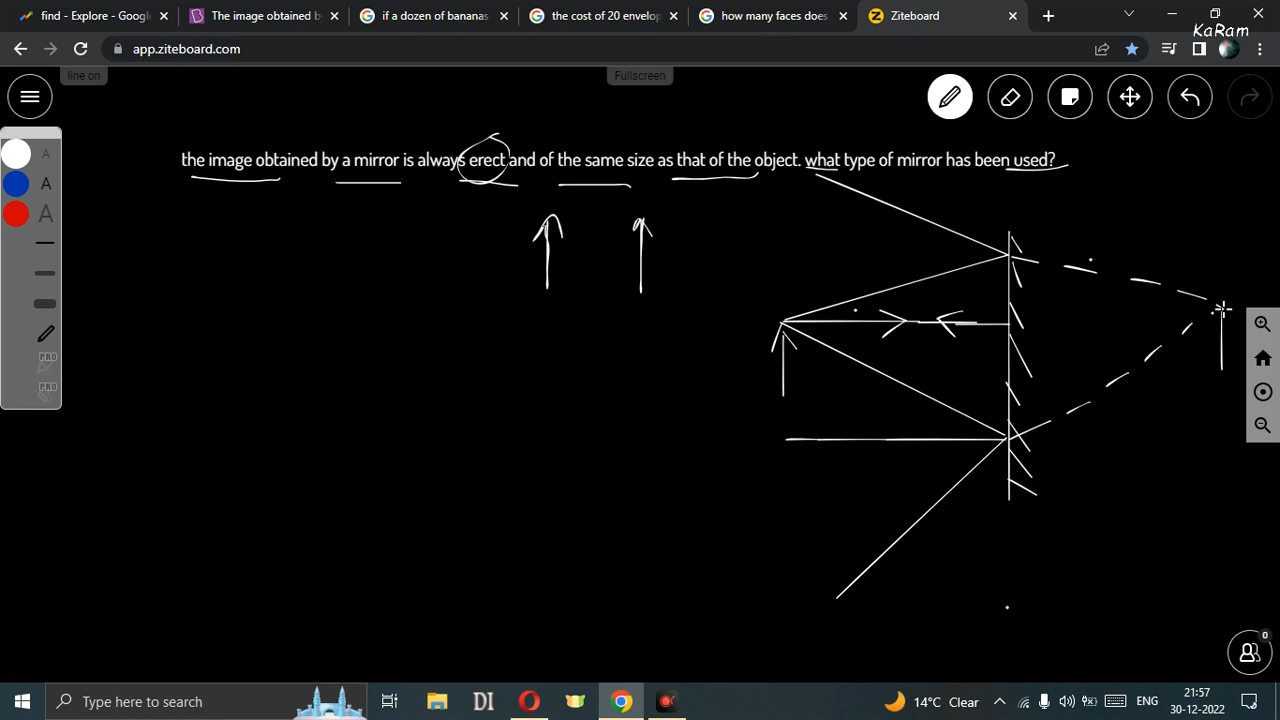 find - Explore - Google
The image obtained by
if a dozen of bananas
the cost of 20 envelop
how many faces does
Ziteboard
KaRam
app.ziteboard.com
line on
Fullscreen
the image obtained by a mirror is always erect and of the same size as that of the object. what type of mirror has been used?
A
A
A
PRO
PRO
0
Type here to search
DI
14°C Clear
ENG
21:57
30-12-2022